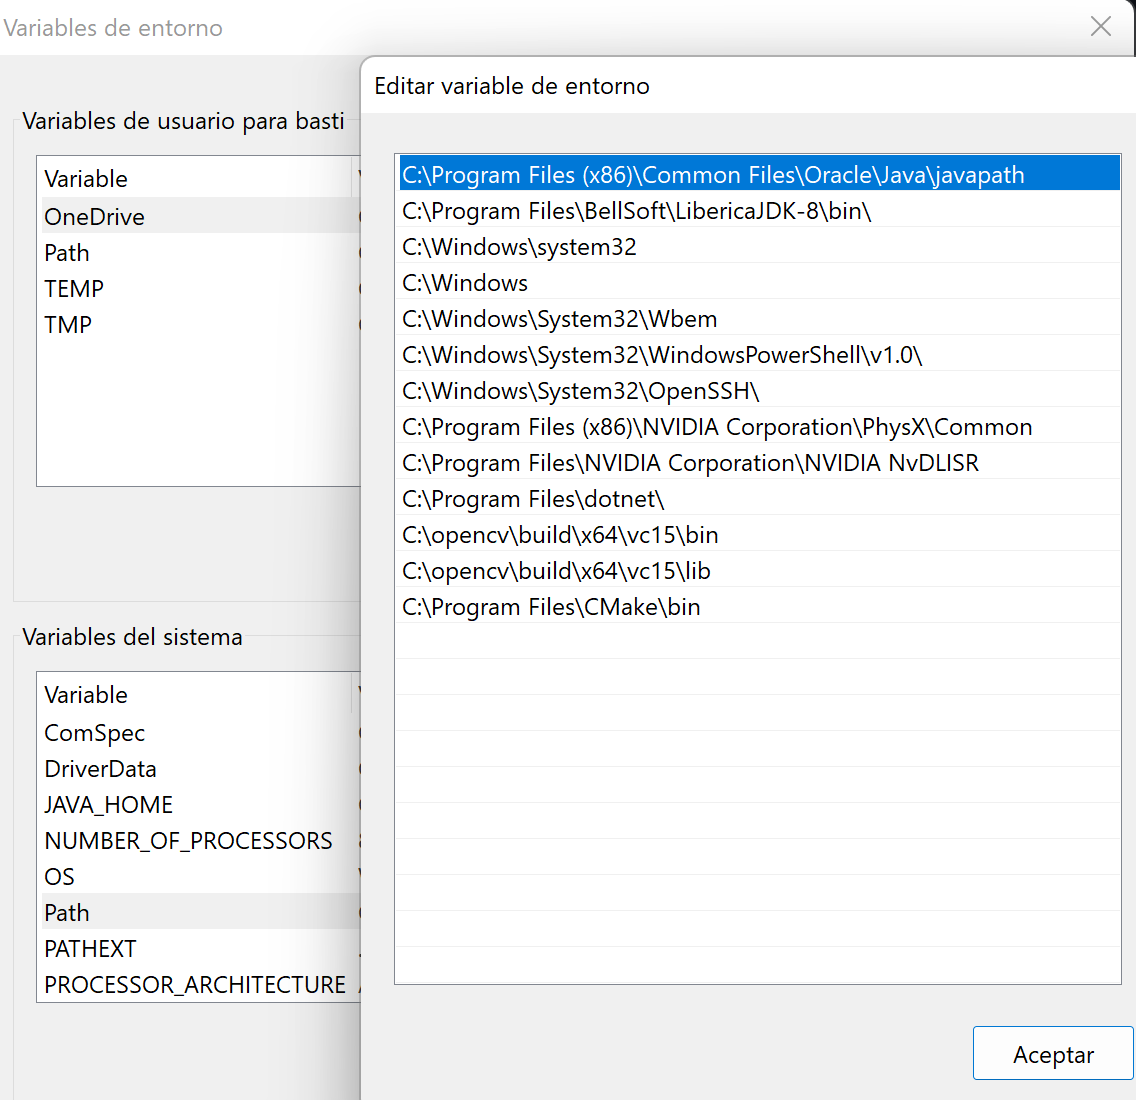 Variables de entorno
Editar variable de entorno
Variables de usuario para basti
Variable
OneDrive
Path
TEMP
TMP
C:\Program Files (x86)\Common Files\Oracle\Java\javapath
C:\Program Files\BellSoft\LibericaJDK-8\bin\
C:\Windows\system32
C:\Windows
C:\Windows\System32\Wbem
C:\Windows\System32\WindowsPowerShell\v1.0\
C:\Windows\System32\OpenSSH\
C:\Program Files (x86)\NVIDIA Corporation\PhysX\Common
C:\Program Files\NVIDIA Corporation\NVIDIA NvDLISR
C:\Program Files\dotnet\
C:\opencv\build\x64\vc15\bin
C:\opencv\build\x64\vc15\lib
C:\Program Files\CMake\bin
Variables del sistema
Variable
ComSpec
DriverData
JAVA_HOME
NUMBER_OF_PROCESSORS
OS
Path
PATHEXT
PROCESSOR_ARCHITECTURE
Aceptar